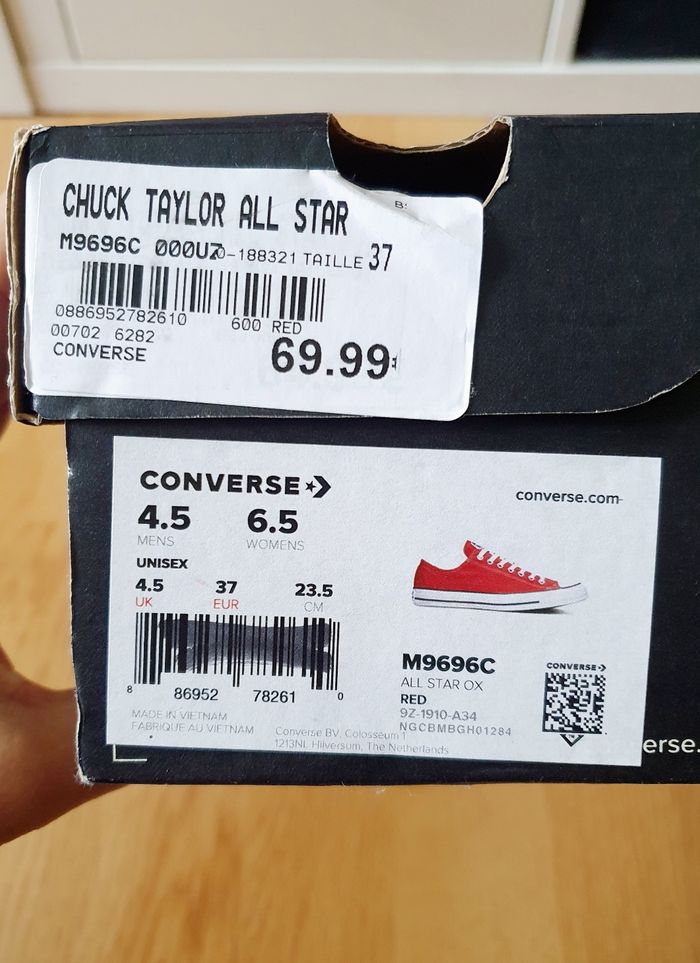 CHUCK TAYLOR ALL STAR
B:
M9696C 000U7 0-188321 TAILLE 37
0886952782610 600 RED
00702 6282
CONVERSE 69.99
CONVERSE
converse.com
4.5 6.5
MENS WOMENS
UNISEX
4.5 37 23.5
UK EUR CM
8 86952 78261 0
M9696C
ALL STAR OX
RED
9Z-1910-A34
NGCBMBGH01284
CONVERSE
MADE IN VIETNAM
FABRIQUE AU VIETNAM
Converse BV, Colosseum 1
1213NL Hilversum, The Netherlands
erse.